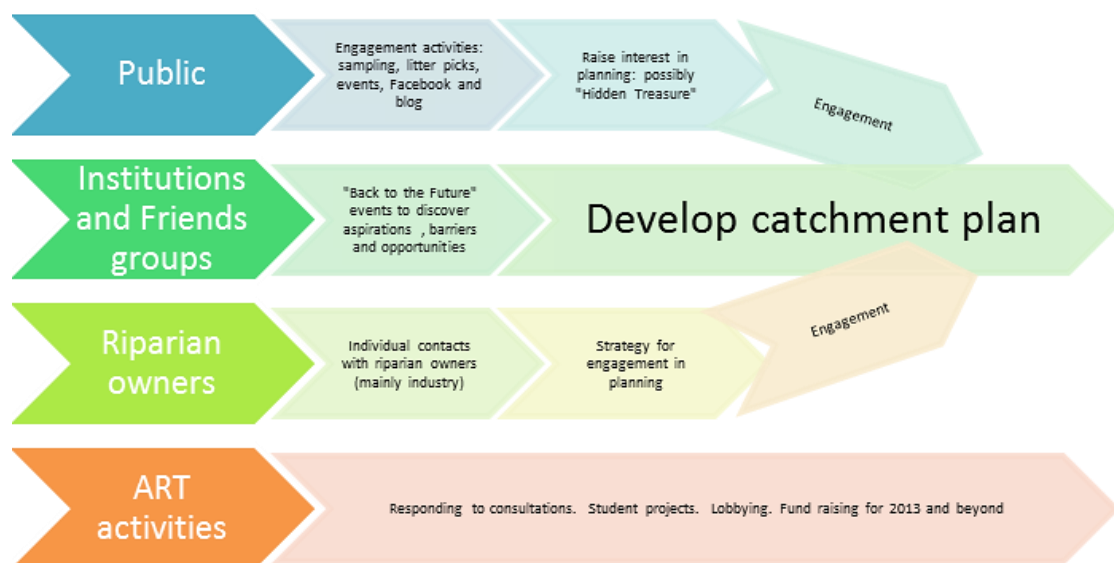 Public
Engagement activities:
sampling, litter picks,
events, Facebook and
blog
Raise interest in
planning: possibly
"Hidden Treasure"
Engagement
Institutions
and Friends
groups
"Back to the Future"
events to discover
aspirations , barriers
and opportunities
Develop catchment plan
Riparian
owners
Individual contacts
with riparian owners
(mainly industry)
Strategy for
engagement in
planning
Engagement
ART
activities
Responding to consultations. Student projects. Lobbying. Fund raising for 2013 and beyond